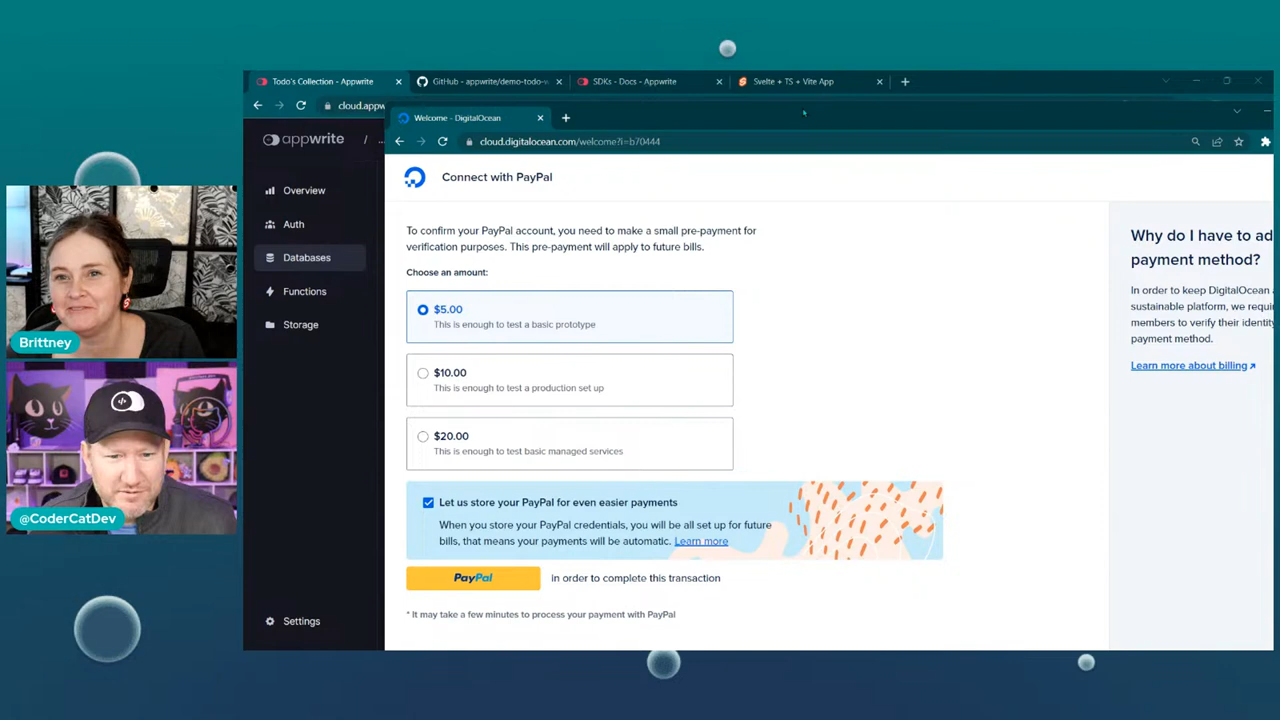 Todo's Collection - Appwrite
GitHub - appwrite/demo-todo-
SDKs - Docs - Appwrite
Svelte + TS + Vite App
cloud.appw
Welcome - DigitalOcean
cloud.digitalocean.com/welcome?i=b70444
appwrite / ...
Overview
Auth
Databases
Functions
Storage
Settings
Connect with PayPal
To confirm your PayPal account, you need to make a small pre-payment for
verification purposes. This pre-payment will apply to future bills.
Choose an amount:
$5.00
This is enough to test a basic prototype
$10.00
This is enough to test a production set up
$20.00
This is enough to test basic managed services
Let us store your PayPal for even easier payments
When you store your PayPal credentials, you will be all set up for future
bills, that means your payments will be automatic. Learn more
PayPal in order to complete this transaction
* It may take a few minutes to process your payment with PayPal
Why do I have to ad
payment method?
In order to keep DigitalOcean
sustainable platform, we requi
members to verify their identity
payment method.
Learn more about billing
Brittney
@CoderCatDev